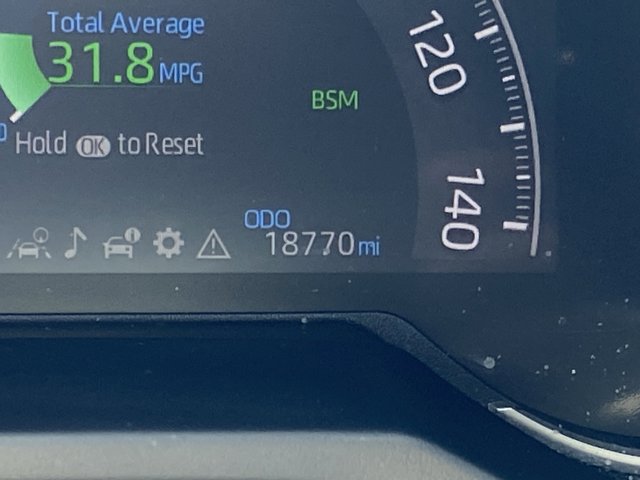 Total Average
31.8 MPG
BSM
Hold OK to Reset
ODO
18770 mi
120
140